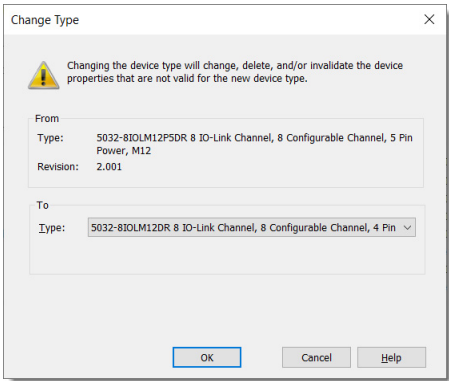 Change Type
Changing the device type will change, delete, and/or invalidate the device
properties that are not valid for the new device type.
From
Type: 5032-8IOLM12P5DR 8 IO-Link Channel, 8 Configurable Channel, 5 Pin
Power, M12
Revision: 2.001
To
Type: 5032-8IOLM12DR 8 IO-Link Channel, 8 Configurable Channel, 4 Pin
OK Cancel Help